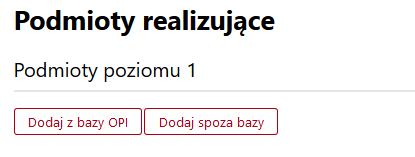 Podmioty realizujące
Podmioty poziomu 1
Dodaj z bazy OPI Dodaj spoza bazy